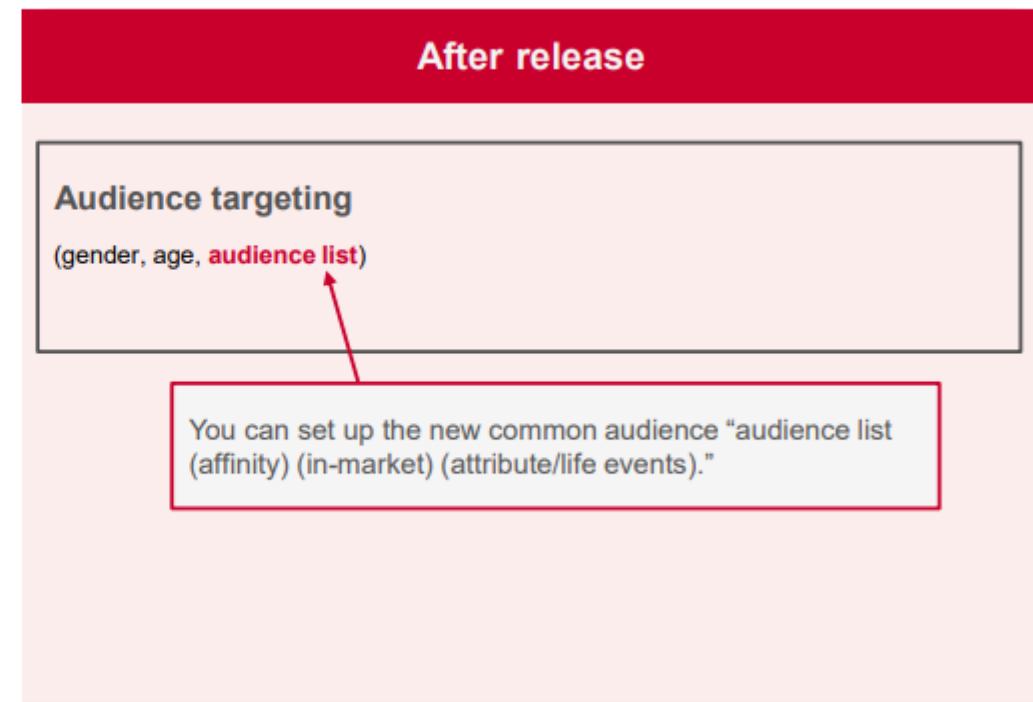 After release
Audience targeting
(gender, age, audience list)
You can set up the new common audience “audience list
(affinity) (in-market) (attribute/life events).”